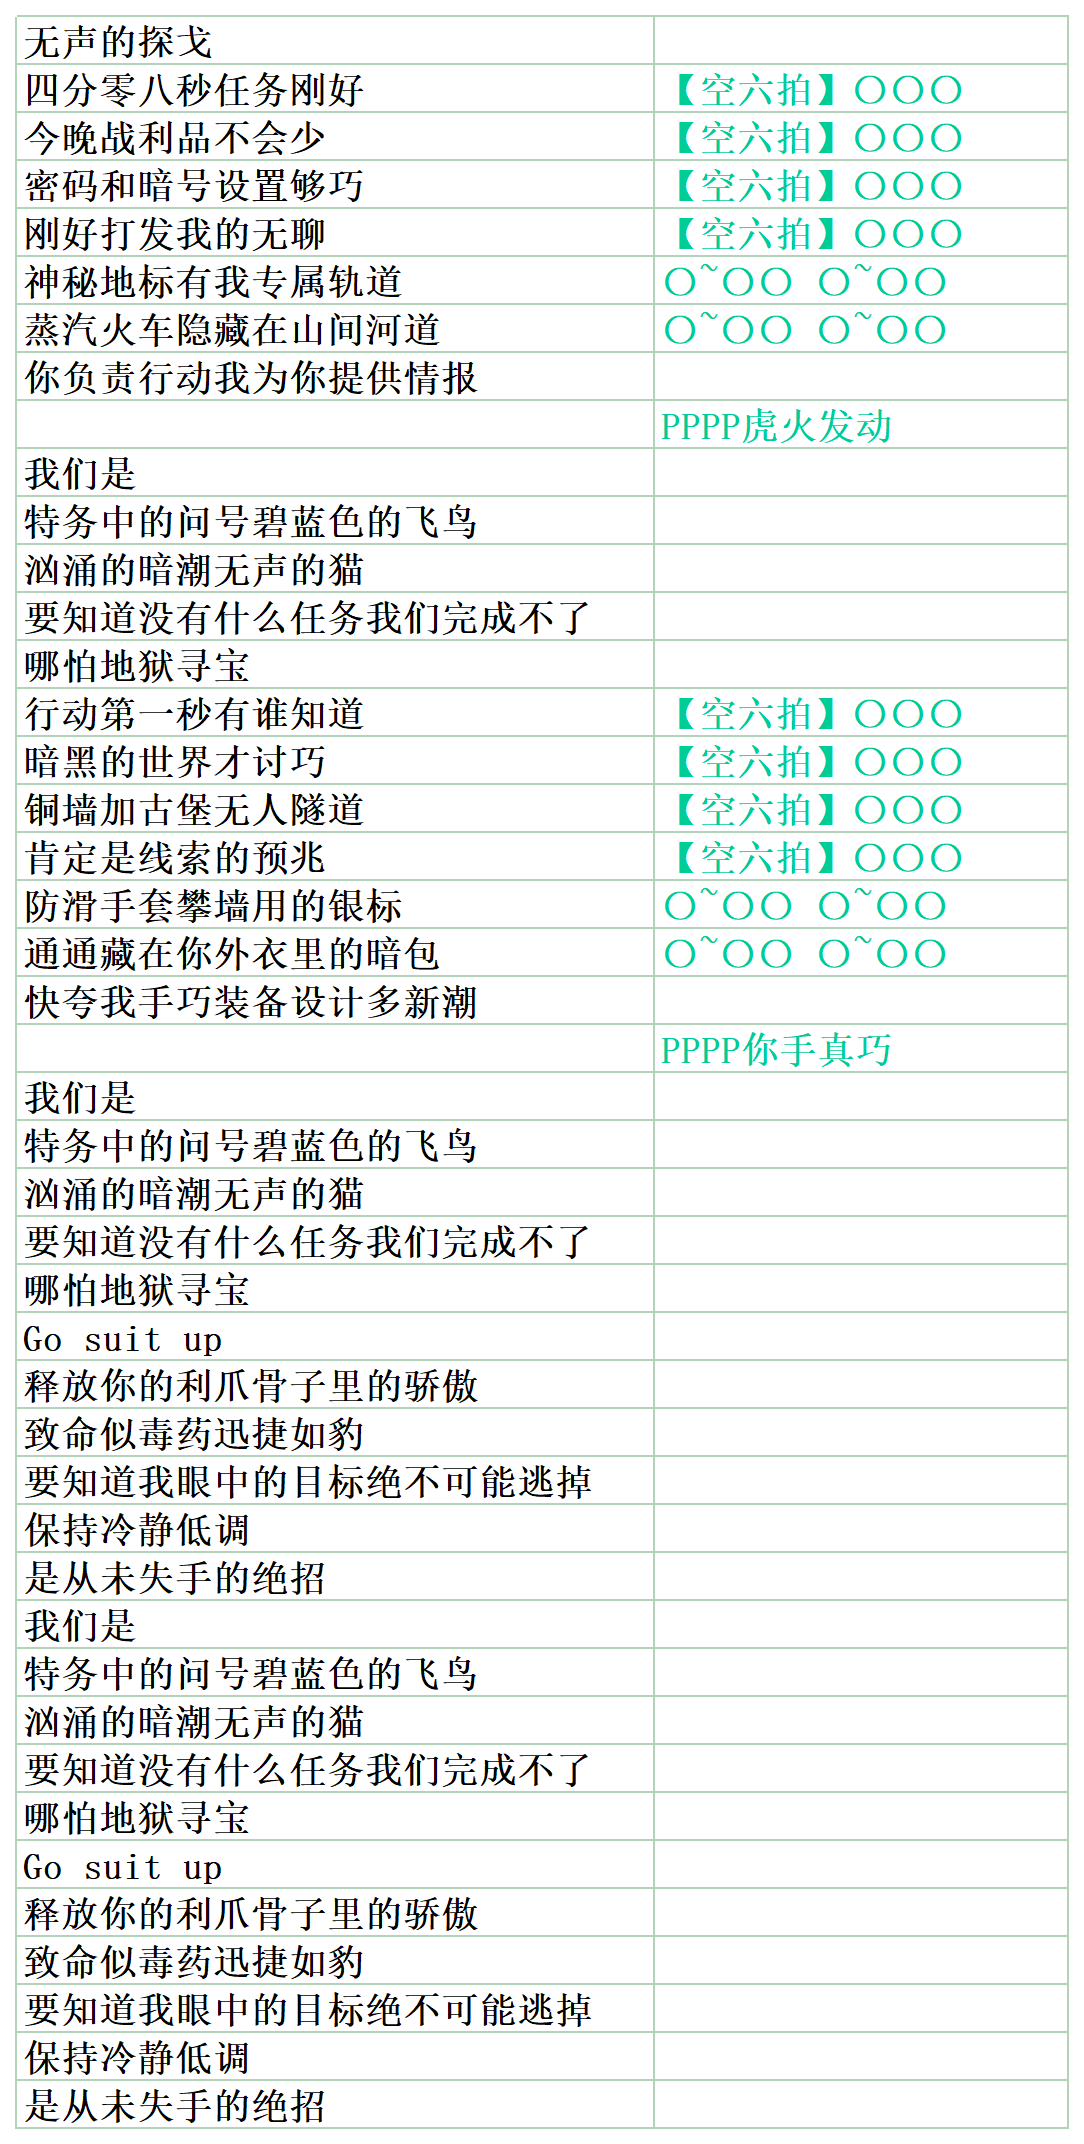 无声的探戈
四分零八秒任务刚好 【空六拍】〇〇〇
今晚战利品不会少 【空六拍】〇〇〇
密码和暗号设置够巧 【空六拍】〇〇〇
刚好打发我的无聊 【空六拍】〇〇〇
神秘地标有我专属轨道 〇~〇〇 〇~〇〇
蒸汽火车隐藏在山间河道 〇~〇〇 〇~〇〇
你负责行动我为你提供情报
PPPP虎火发动
我们是
特务中的问号碧蓝色的飞鸟
汹涌的暗潮无声的猫
要知道没有什么任务我们完成不了
哪怕地狱寻宝
行动第一秒有谁知道 【空六拍】〇〇〇
暗黑的世界才讨巧 【空六拍】〇〇〇
铜墙加古堡无人隧道 【空六拍】〇〇〇
肯定是线索的预兆 【空六拍】〇〇〇
防滑手套攀墙用的银标 〇~〇〇 〇~〇〇
通通藏在你外衣里的暗包 〇~〇〇 〇~〇〇
快夸我手巧装备设计多新潮
PPPP你手真巧
我们是
特务中的问号碧蓝色的飞鸟
汹涌的暗潮无声的猫
要知道没有什么任务我们完成不了
哪怕地狱寻宝
Go suit up
释放你的利爪骨子里的骄傲
致命似毒药迅捷如豹
要知道我眼中的目标绝不可能逃掉
保持冷静低调
是从未失手的绝招
我们是
特务中的问号碧蓝色的飞鸟
汹涌的暗潮无声的猫
要知道没有什么任务我们完成不了
哪怕地狱寻宝
Go suit up
释放你的利爪骨子里的骄傲
致命似毒药迅捷如豹
要知道我眼中的目标绝不可能逃掉
保持冷静低调
是从未失手的绝招